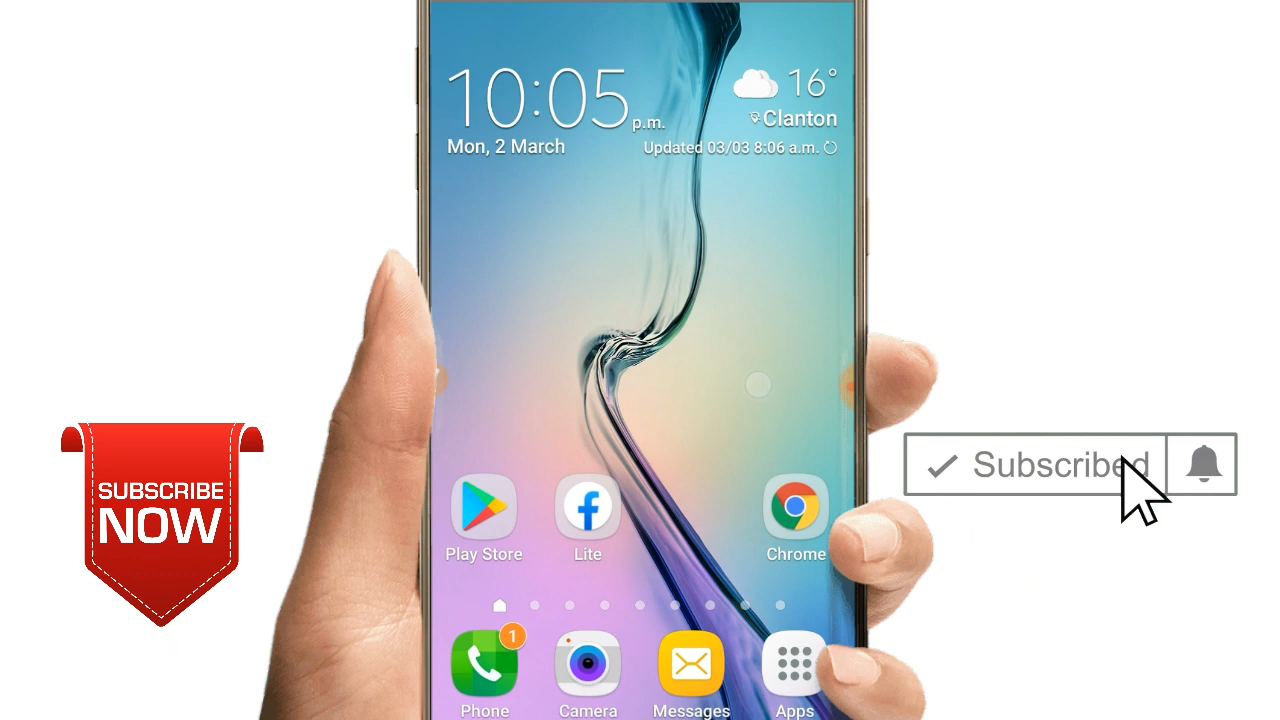 10:05 p.m.
Mon, 2 March
16°
Clanton
Updated 03/03 8:06 a.m.
SUBSCRIBE
NOW
Subscribed
Play Store
Lite
Chrome
1
Phone
Camera
Messages
Apps